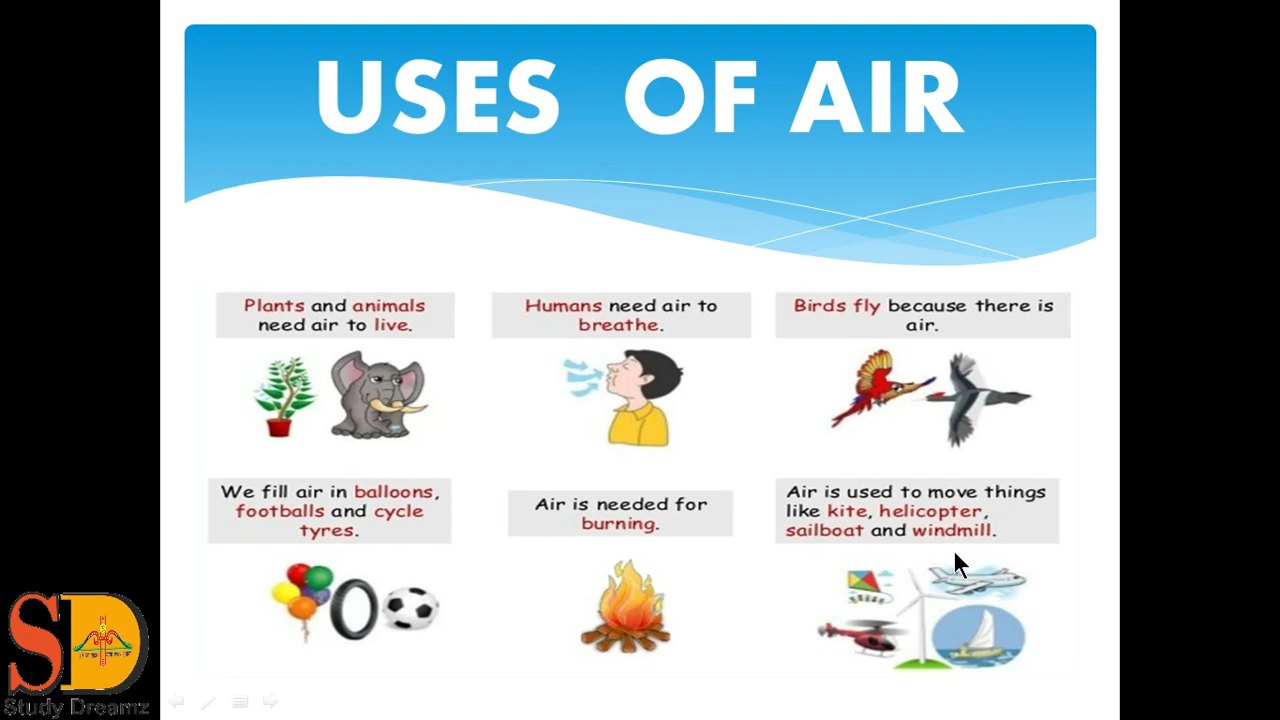 USES OF AIR
Plants and animals
need air to live.
Humans need air to
breathe.
Birds fly because there is
air.
We fill air in balloons,
footballs and cycle
tyres.
Air is needed for
burning.
Air is used to move things
like kite, helicopter,
sailboat and windmill.
SD
Study Dreamz